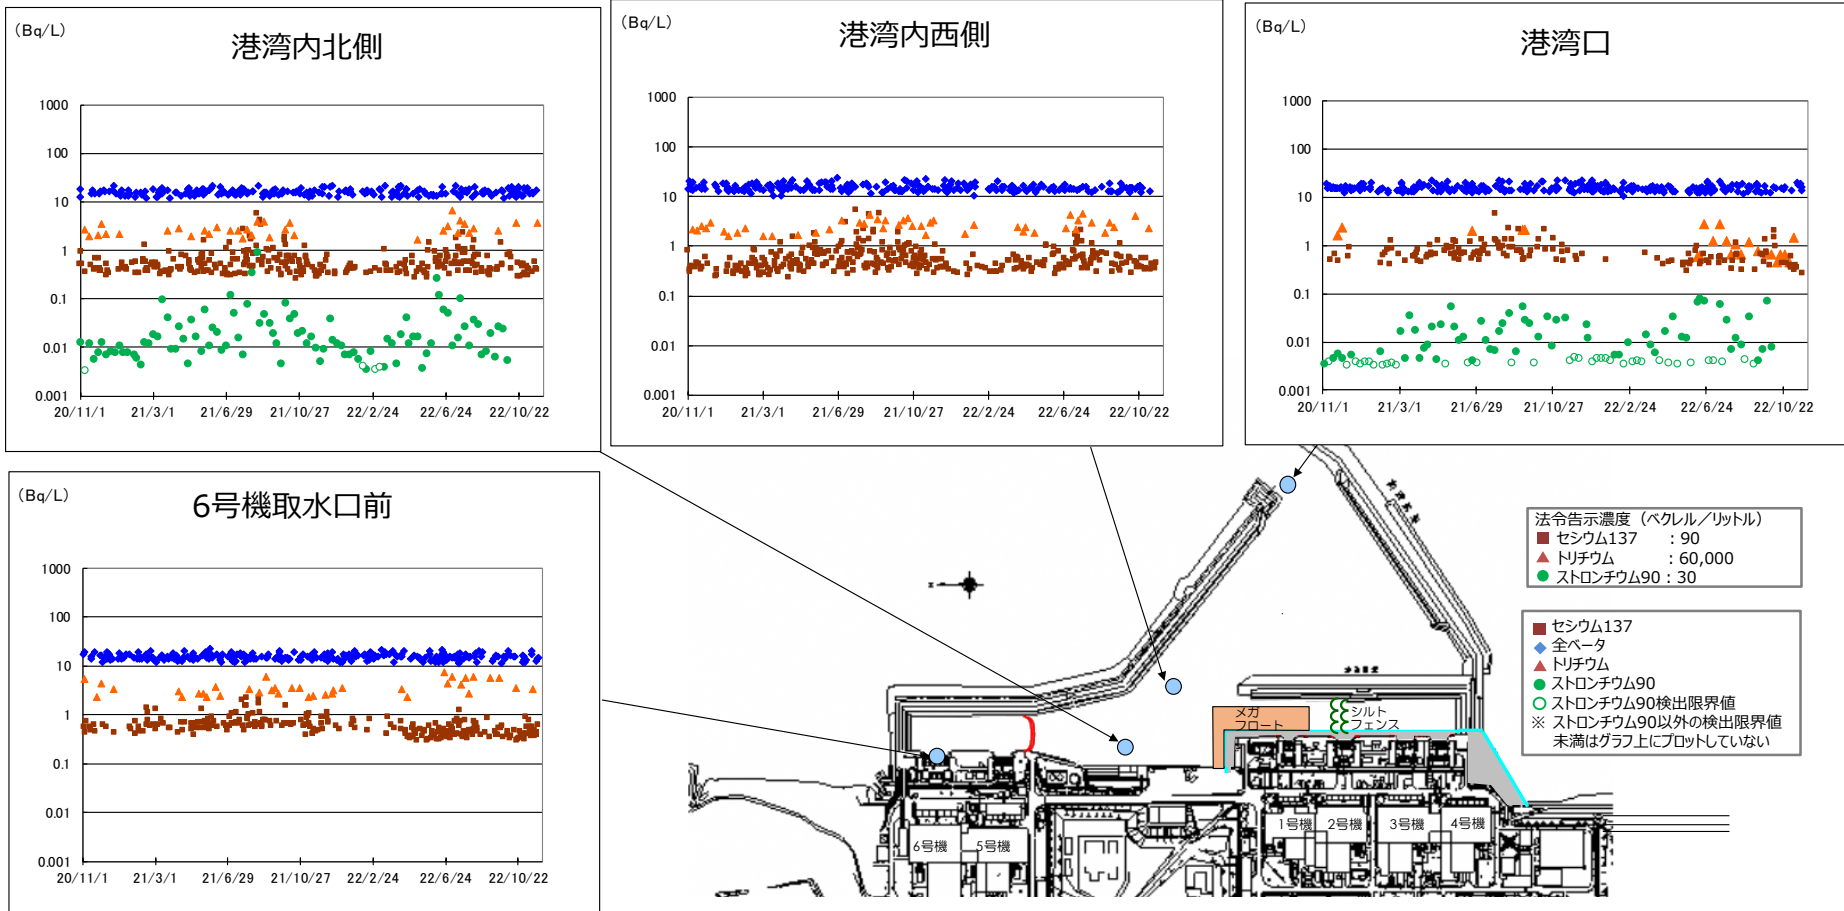 (Bq/L)
港湾内北側
1000
100
10
1
0.1
0.01
0.001
20/11/1
21/3/1
21/6/29
21/10/27
22/2/24
22/6/24
22/10/22
(Bq/L)
港湾内西側
1000
100
10
1
0.1
0.01
0.001
20/11/1
21/3/1
21/6/29
21/10/27
22/2/24
22/6/24
22/10/22
(Bq/L)
港湾口
1000
100
10
1
0.1
0.01
0.001
20/11/1
21/3/1
21/6/29
21/10/27
22/2/24
22/6/24
22/10/22
(Bq/L)
6号機取水口前
1000
100
10
1
0.1
0.01
0.001
20/11/1
21/3/1
21/6/29
21/10/27
22/2/24
22/6/24
22/10/22
法令告示濃度（ベクレル／リットル）
セシウム137 : 90
トリチウム : 60,000
ストロンチウム90 : 30
セシウム137
全ベータ
トリチウム
ストロンチウム90
ストロンチウム90検出限界値
※ ストロンチウム90以外の検出限界値
未満はグラフ上にプロットしていない
メガ
フロート
シルト
フェンス
6号機
5号機
1号機
2号機
3号機
4号機